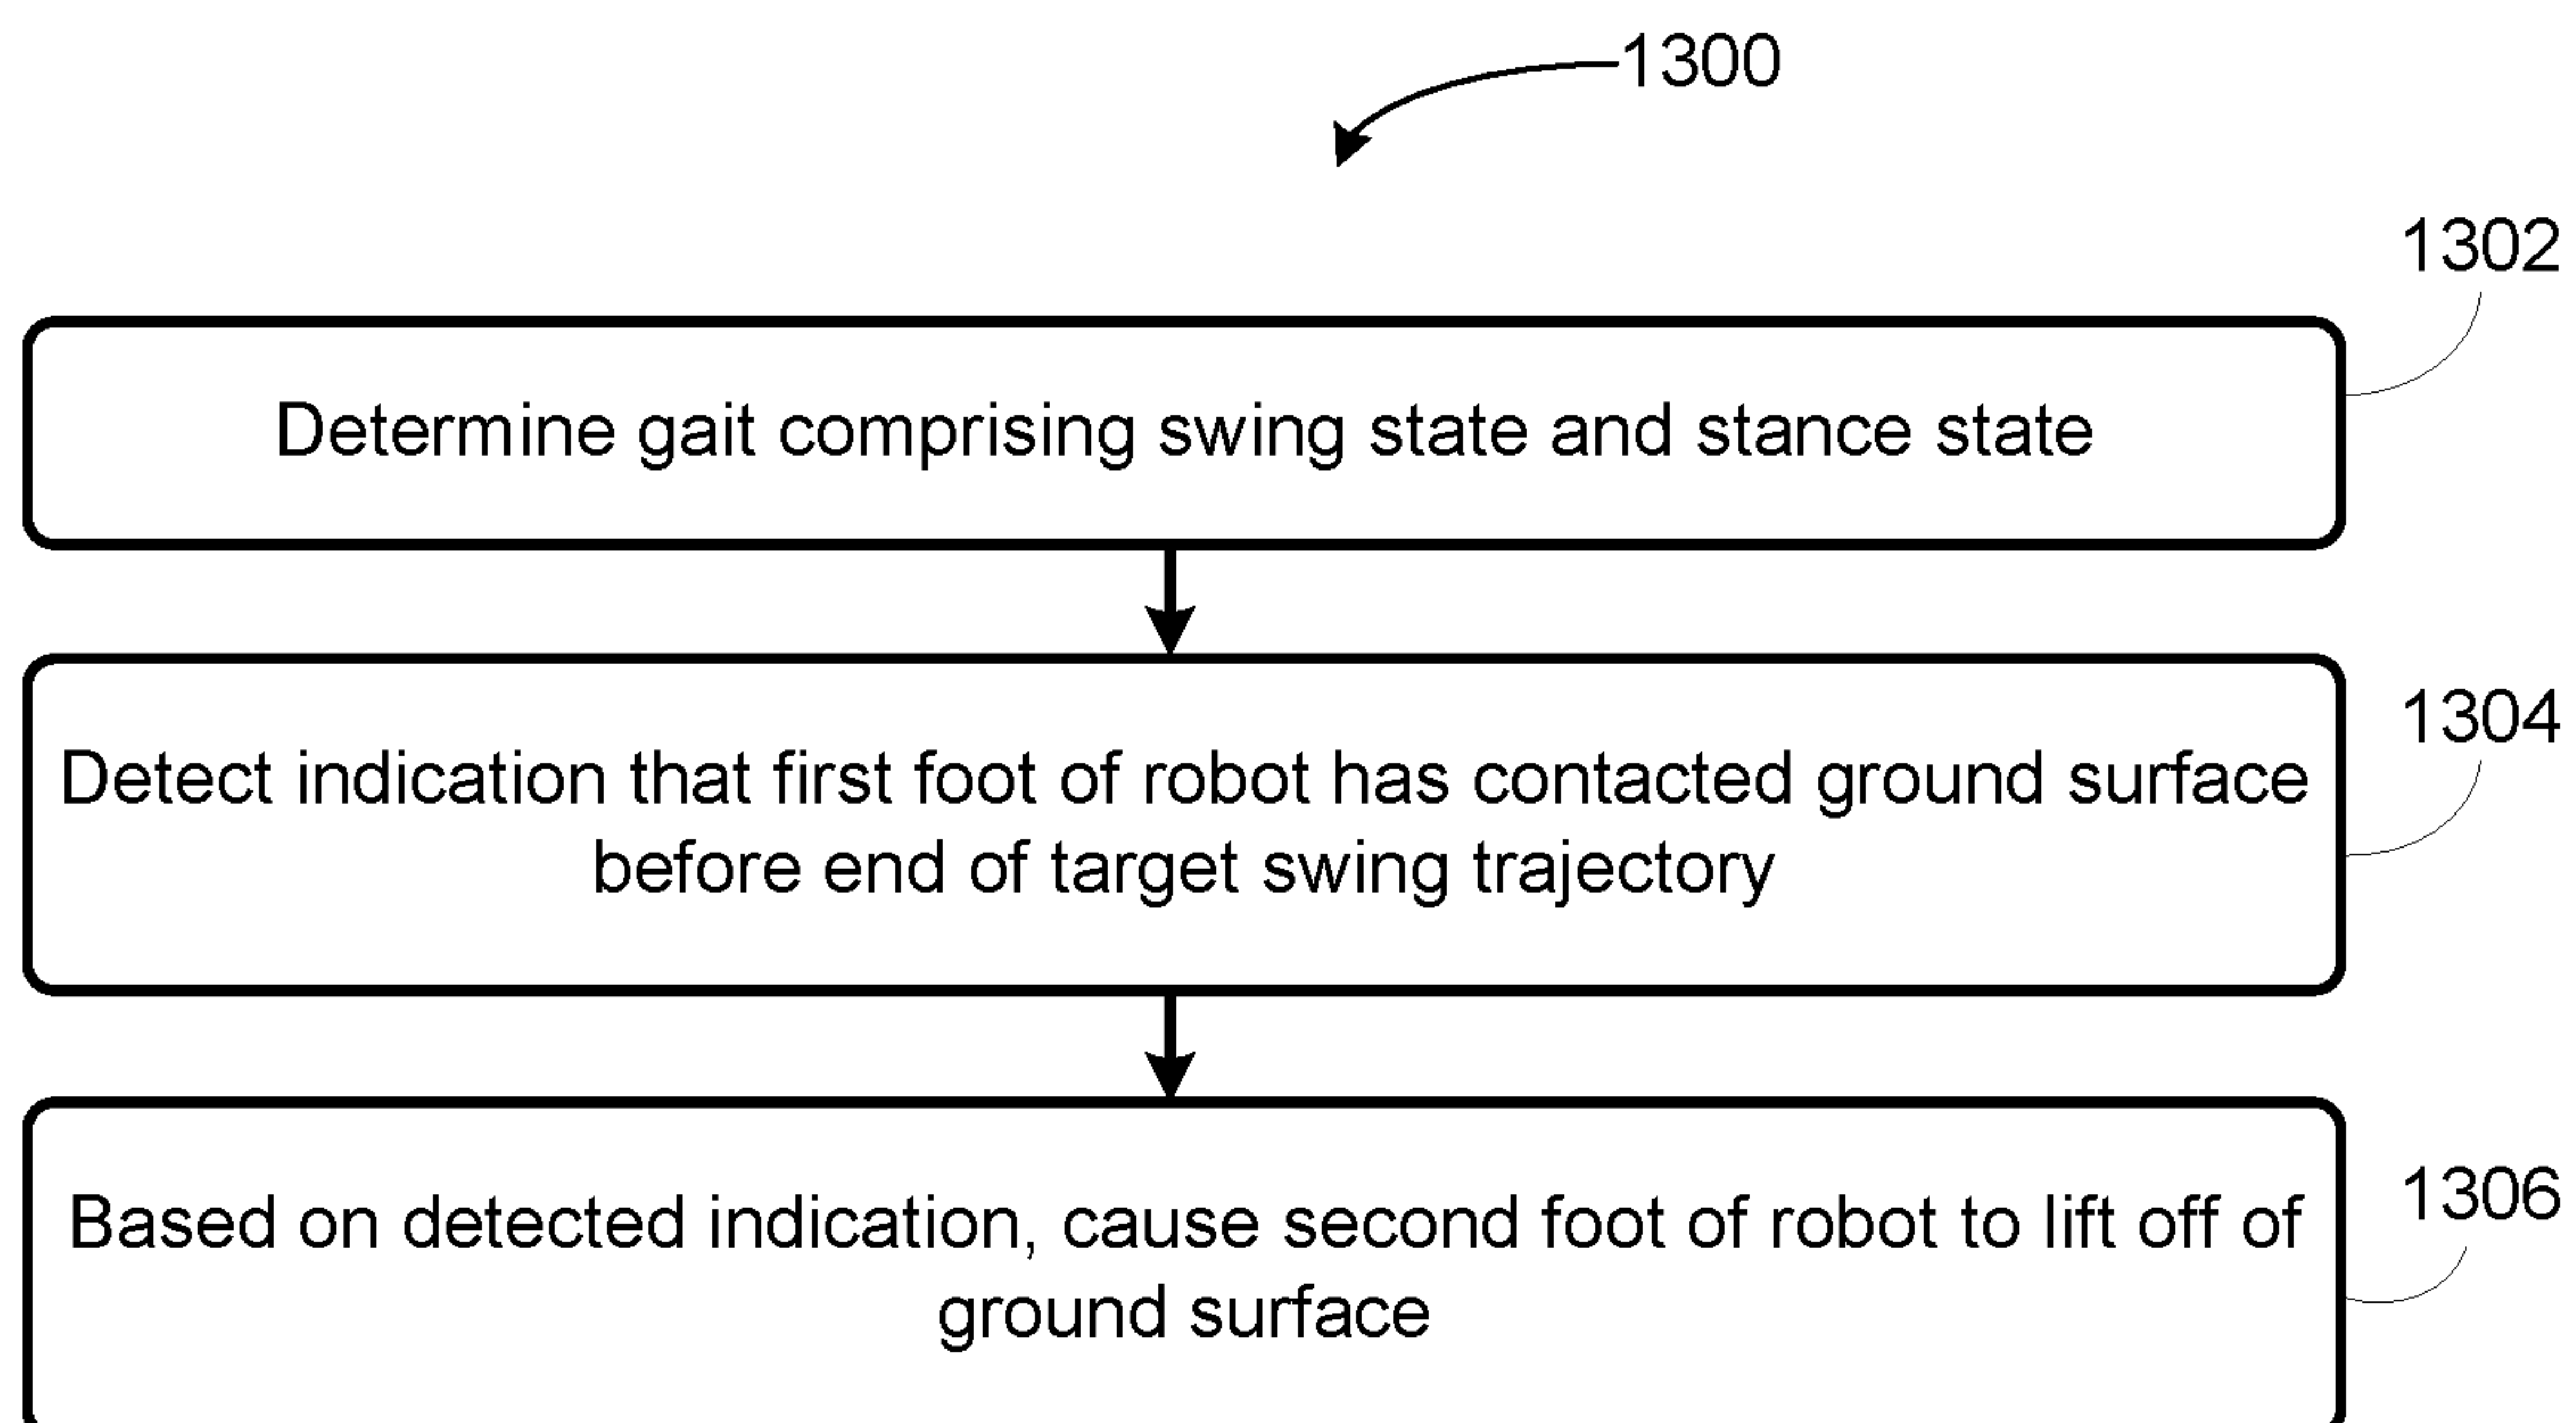 1300
1302
Determine gait comprising swing state and stance state
1304
Detect indication that first foot of robot has contacted ground surface
before end of target swing trajectory
1306
Based on detected indication, cause second foot of robot to lift off of
ground surface